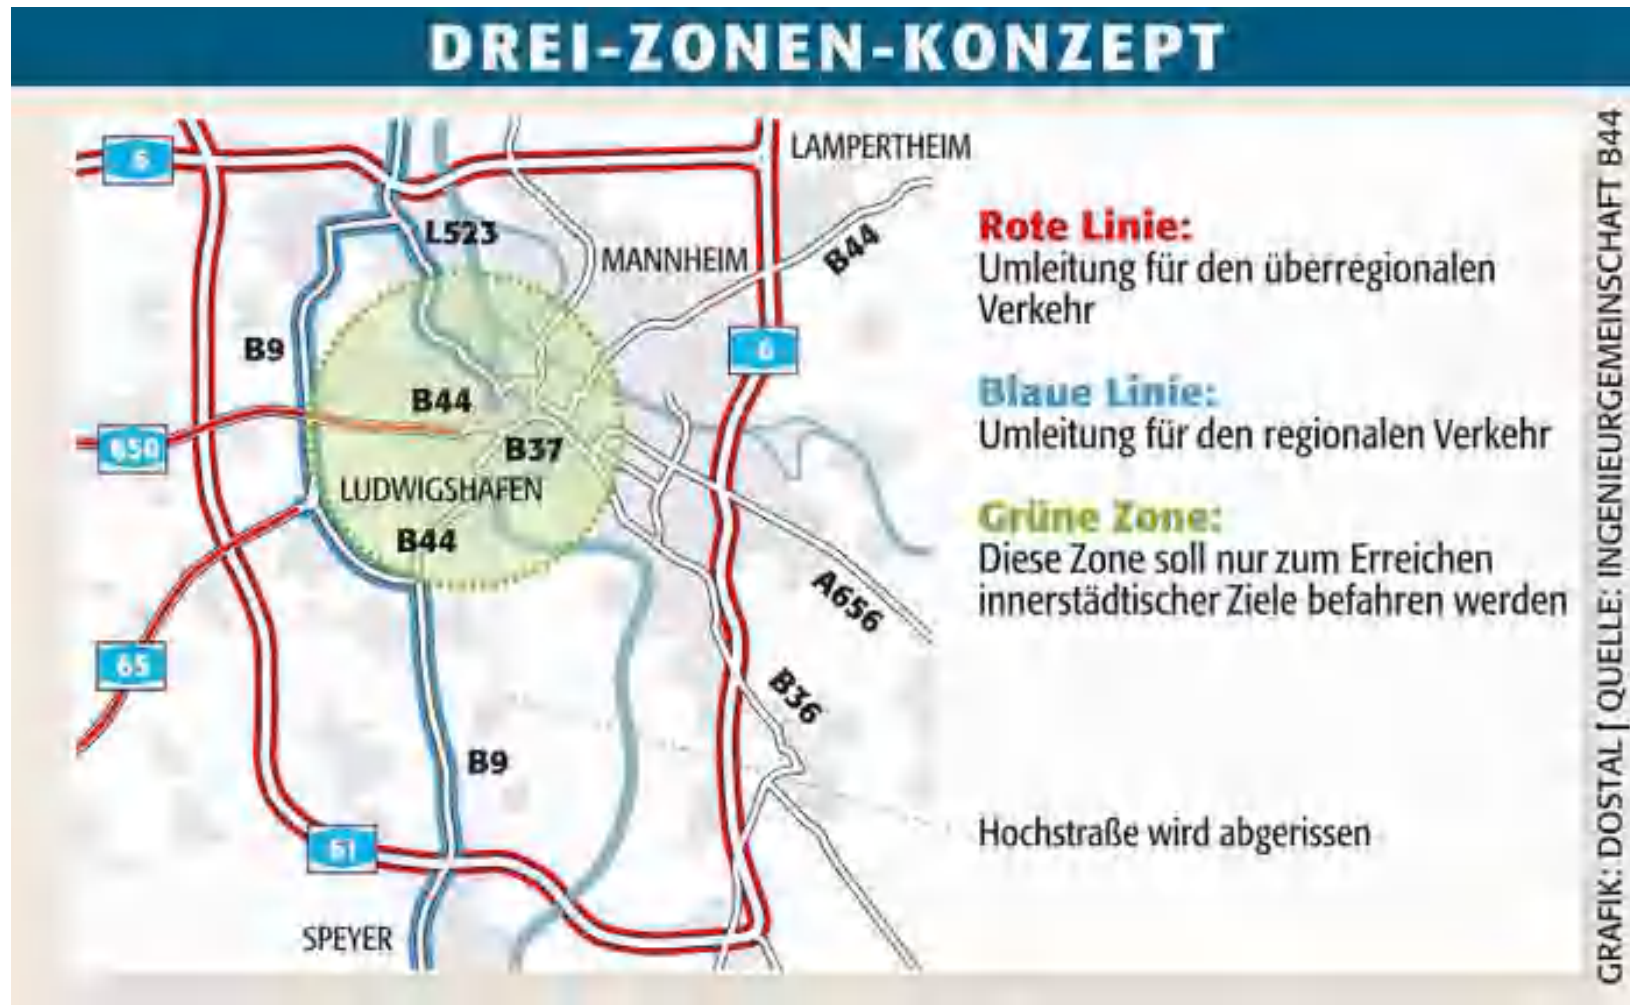 DREI-ZONEN-KONZEPT
6
LAMPERTHEIM
L523
MANNHEIM
B44
B9
6
B44
650
B37
LUDWIGSHAFEN
B44
A656
65
B36
B9
61
SPEYER
Rote Linie:
Umleitung für den überregionalen
Verkehr
Blaue Linie:
Umleitung für den regionalen Verkehr
Grüne Zone:
Diese Zone soll nur zum Erreichen
innerstädtischer Ziele befahren werden
Hochstraße wird abgerissen
GRAFIK: DOSTAL | QUELLE: INGENIEURGEMEINSCHAFT B44